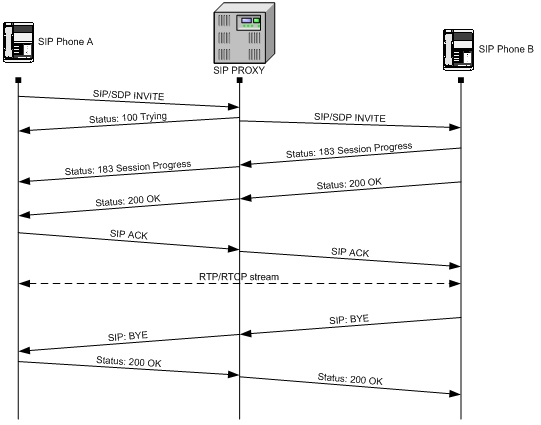 SIP Phone A
SIP PROXY
SIP Phone B
SIP/SDP INVITE
Status: 100 Trying
SIP/SDP INVITE
Status: 183 Session Progress
Status: 183 Session Progress
Status: 200 OK
Status: 200 OK
SIP ACK
SIP ACK
RTP/RTCP stream
SIP: BYE
SIP: BYE
Status: 200 OK
Status: 200 OK